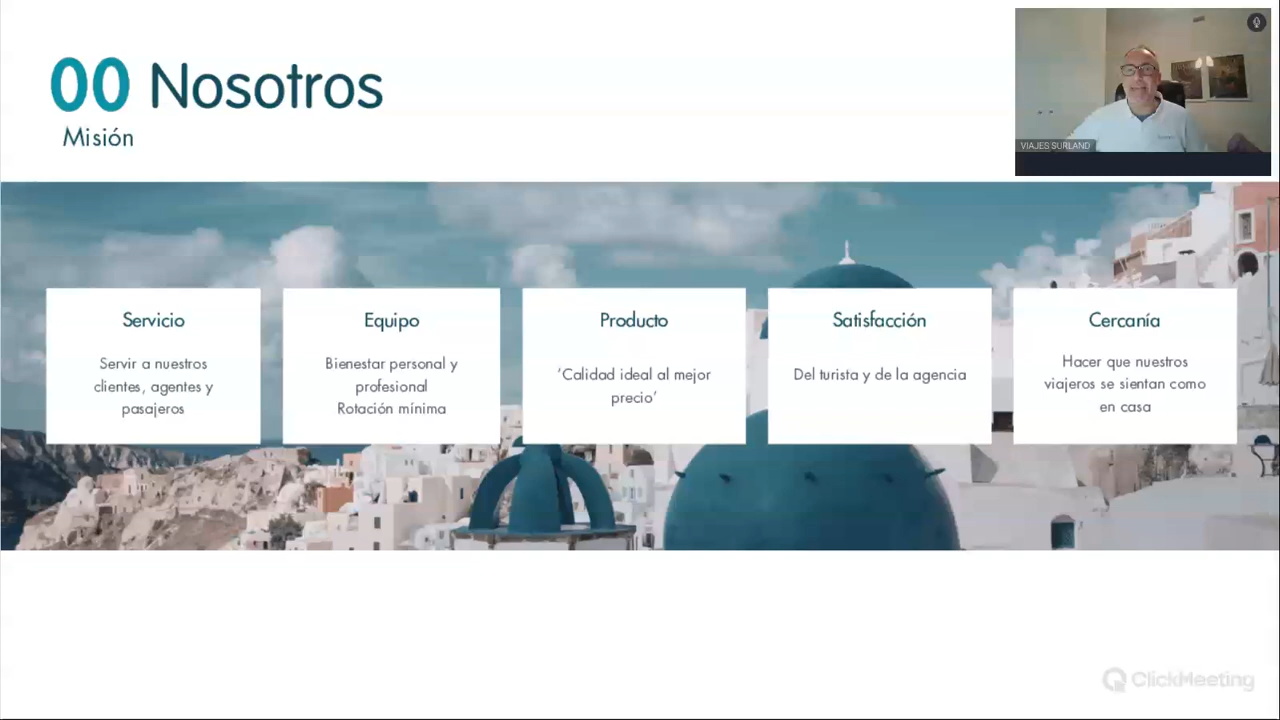 00 Nosotros
Misión
VIAJES SURLAND
Servicio
Servir a nuestros
clientes, agentes y
pasajeros
Equipo
Bienestar personal y
profesional
Rotación mínima
Producto
‘Calidad ideal al mejor
precio’
Satisfacción
Del turista y de la agencia
Cercanía
Hacer que nuestros
viajeros se sientan como
en casa
ClickMeeting